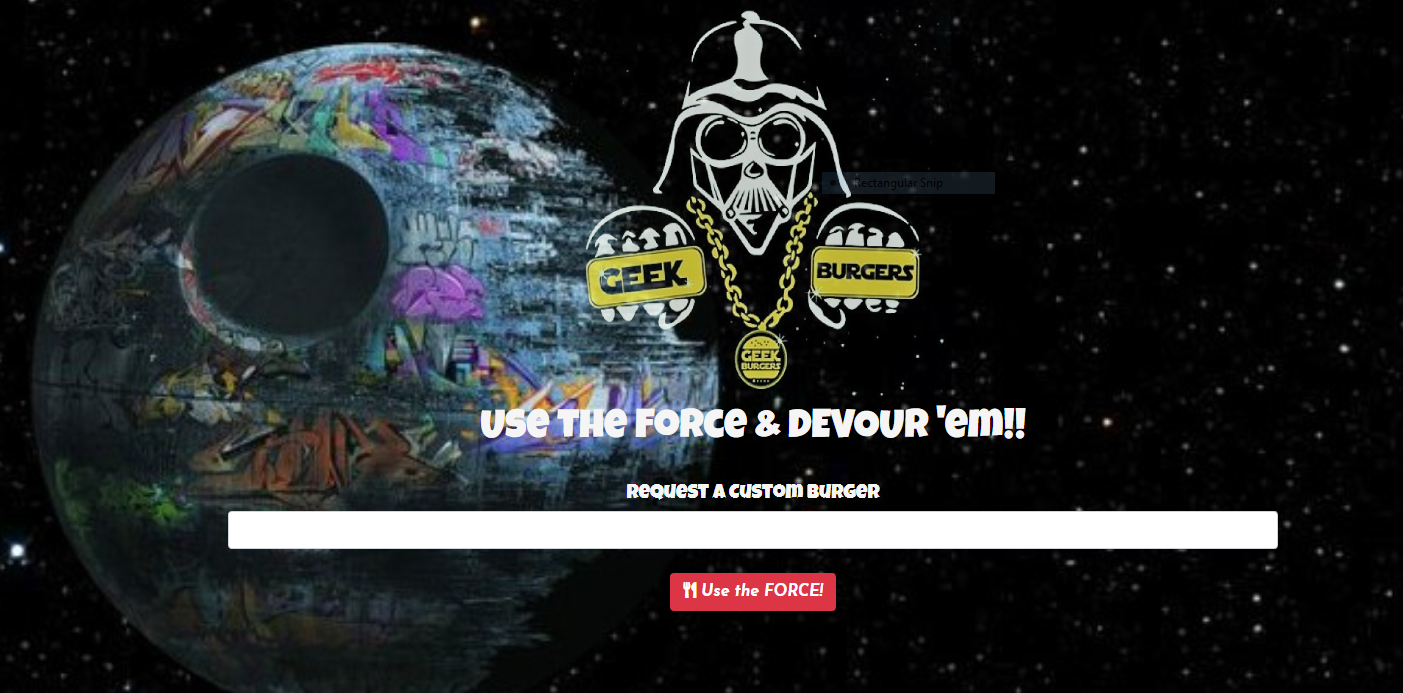 Rectangular Snip
GEEK
BURGERS
GEEK
BURGERS
USE THE FORCE & DEVOUR 'EM!!
REQUEST A CUSTOM BURGER
Use the FORCE!